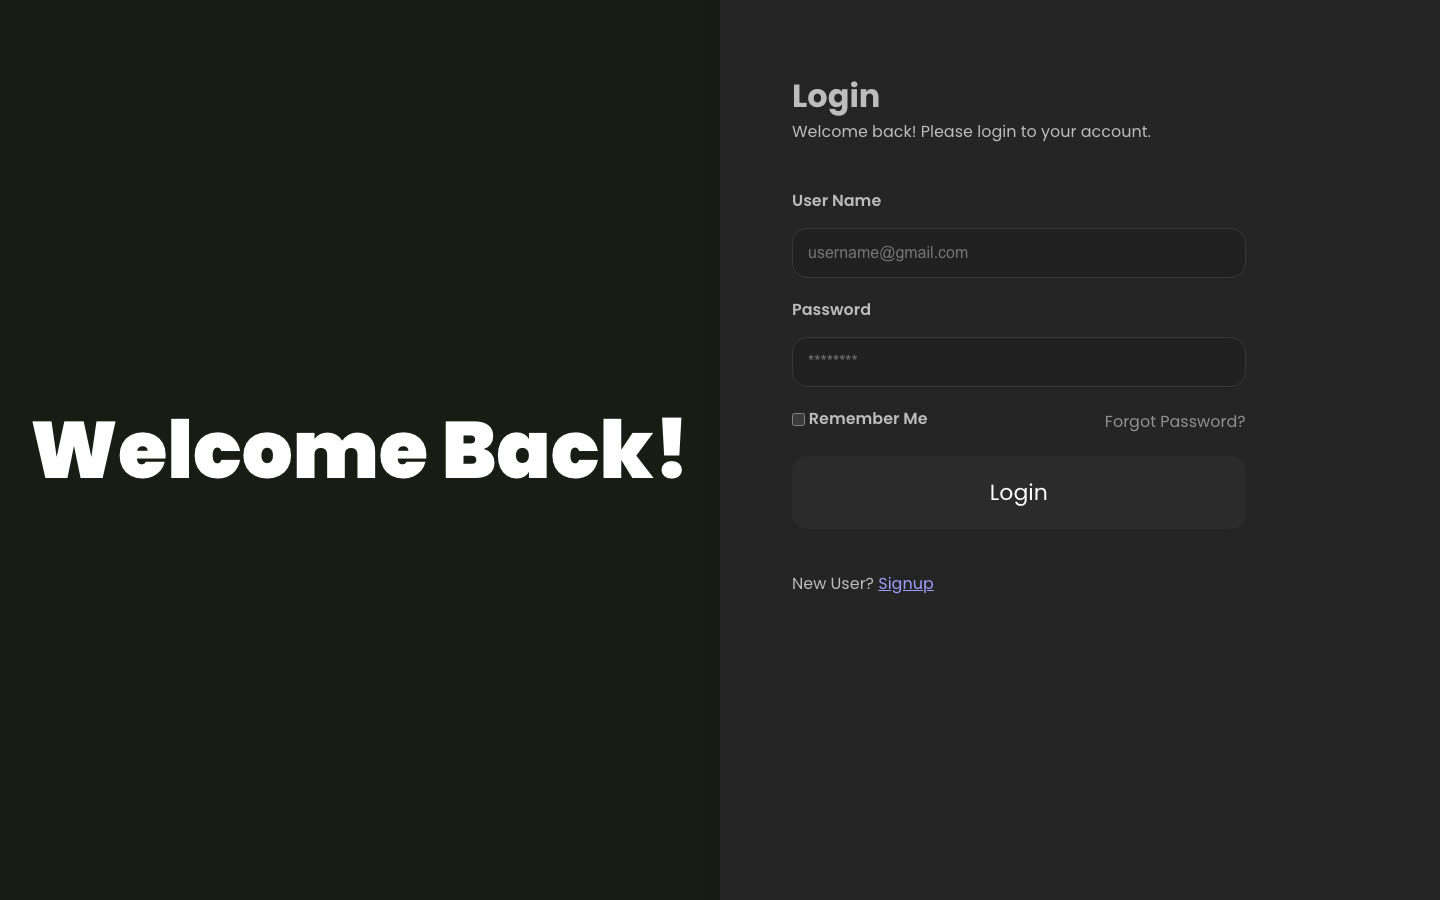 Welcome Back!
Login
Welcome back! Please login to your account.
User Name
username@gmail.com
Password
********
Remember Me
Forgot Password?
Login
New User? Signup